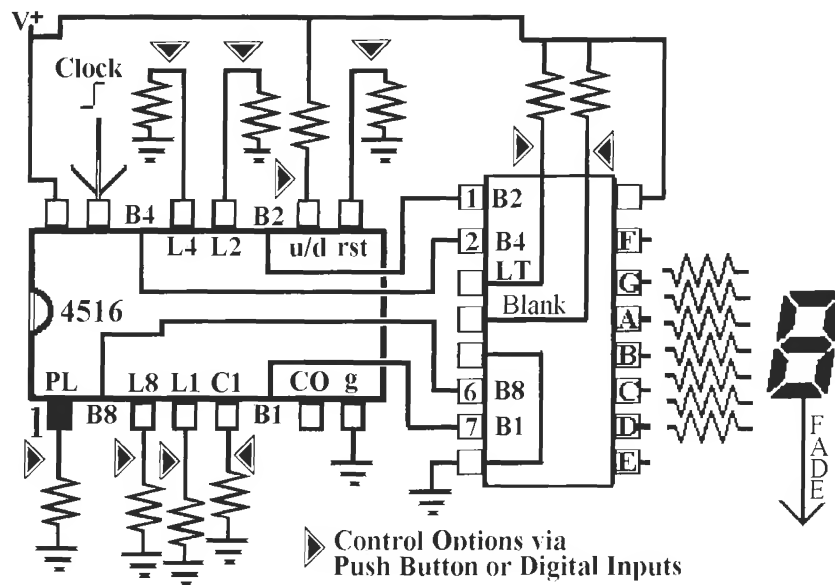 V+
Clock
B4 L4 L2 B2 u/d rst
4516
PL B8 L8 L1 C1 B1 CO g
1
1 B2
2 B4
LT
Blank
6 B8
7 B1
F
G
A
B
C
D
E
FADE
Control Options via
Push Button or Digital Inputs